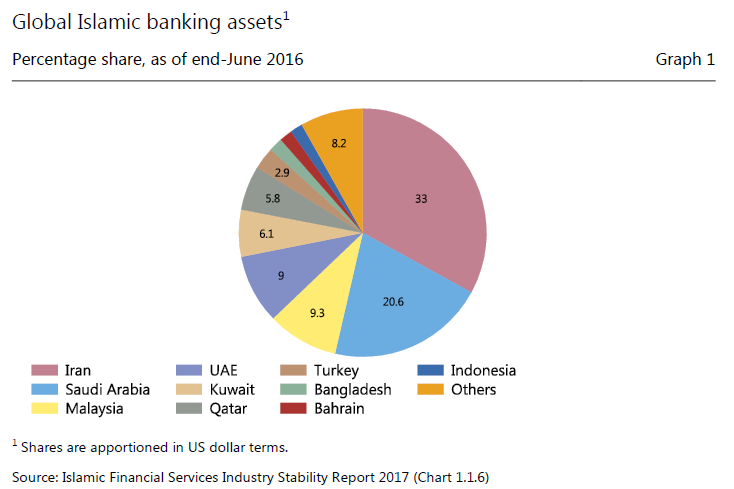 Global Islamic banking assets1
Percentage share, as of end-June 2016 Graph 1
8.2
33
2.9
5.8
6.1
9
9.3
20.6
Iran UAE Turkey Indonesia
Saudi Arabia Kuwait Bangladesh Others
Malaysia Qatar Bahrain
1 Shares are apportioned in US dollar terms.
Source: Islamic Financial Services Industry Stability Report 2017 (Chart 1.1.6)